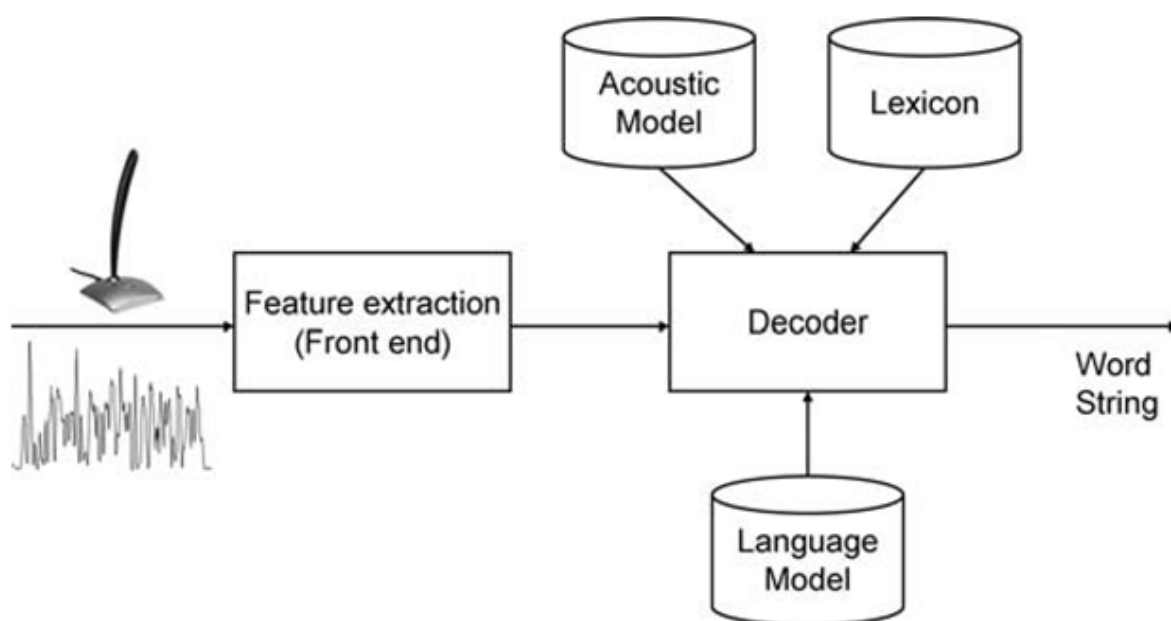 Acoustic
Model
Lexicon
Feature extraction
(Front end)
Decoder
Word
String
Language
Model